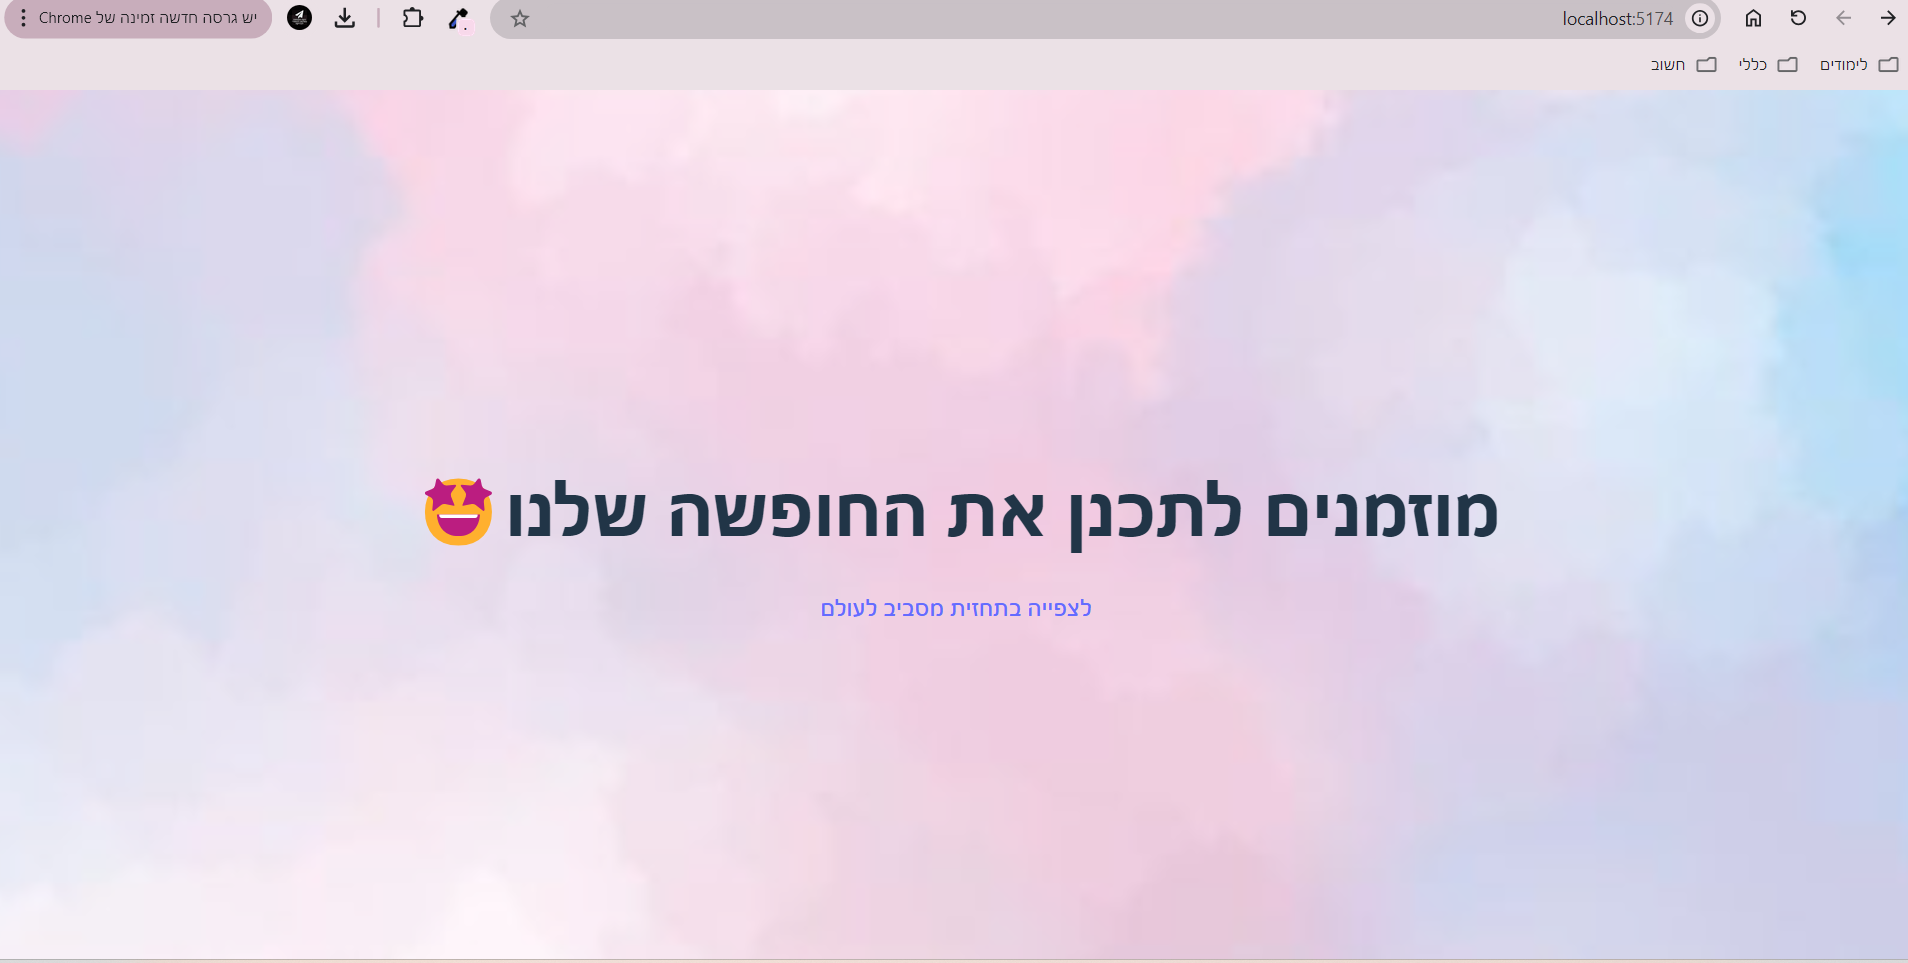 יש גרסה חדשה זמינה של Chrome
localhost:5174
לימודים
כללי
חשוב
מוזמנים לתכנן את החופשה שלנו🤩
לצפייה בתחזית מסביב לעולם